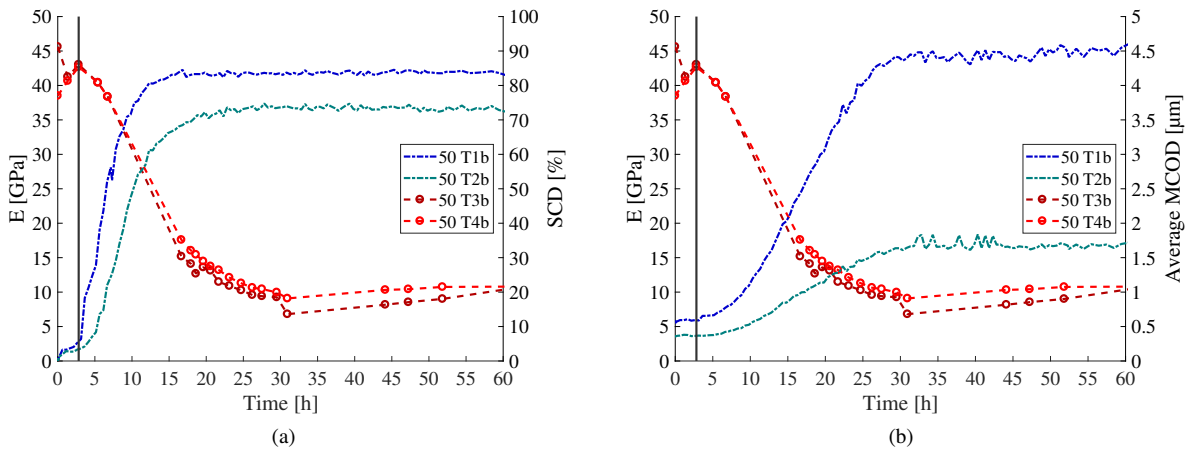 50 100
45 90
40 80
35 70
30 60
25 50
20 40
15 30
10 20
5 10
0 0
E [GPa]
SCD [%]
50 T1b
50 T2b
50 T3b
50 T4b
0 5 10 15 20 25 30 35 40 45 50 55 60
Time [h]
(a)
50 5
45 4.5
40 4
35 3.5
30 3
25 2.5
20 2
15 1.5
10 1
5 0.5
0 0
E [GPa]
Average MCOD [µm]
50 T1b
50 T2b
50 T3b
50 T4b
0 5 10 15 20 25 30 35 40 45 50 55 60
Time [h]
(b)